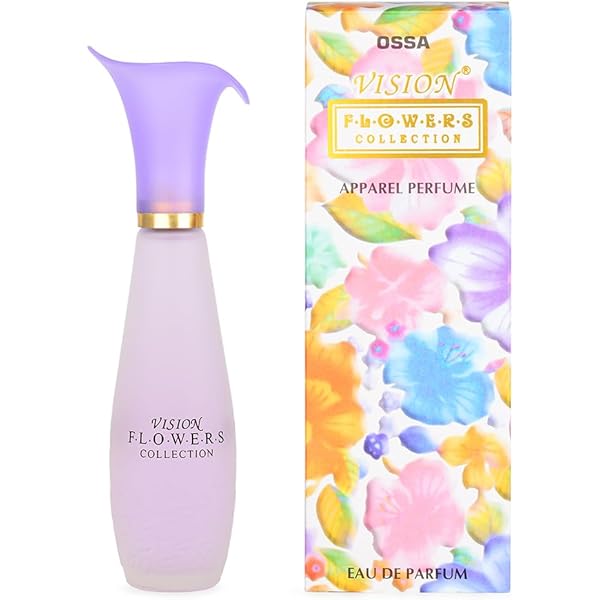 VISION
F·L·O·W·E·R·S
COLLECTION
OSSA
VISION®
F·L·O·W·E·R·S
COLLECTION
APPAREL PERFUME
EAU DE PARFUM